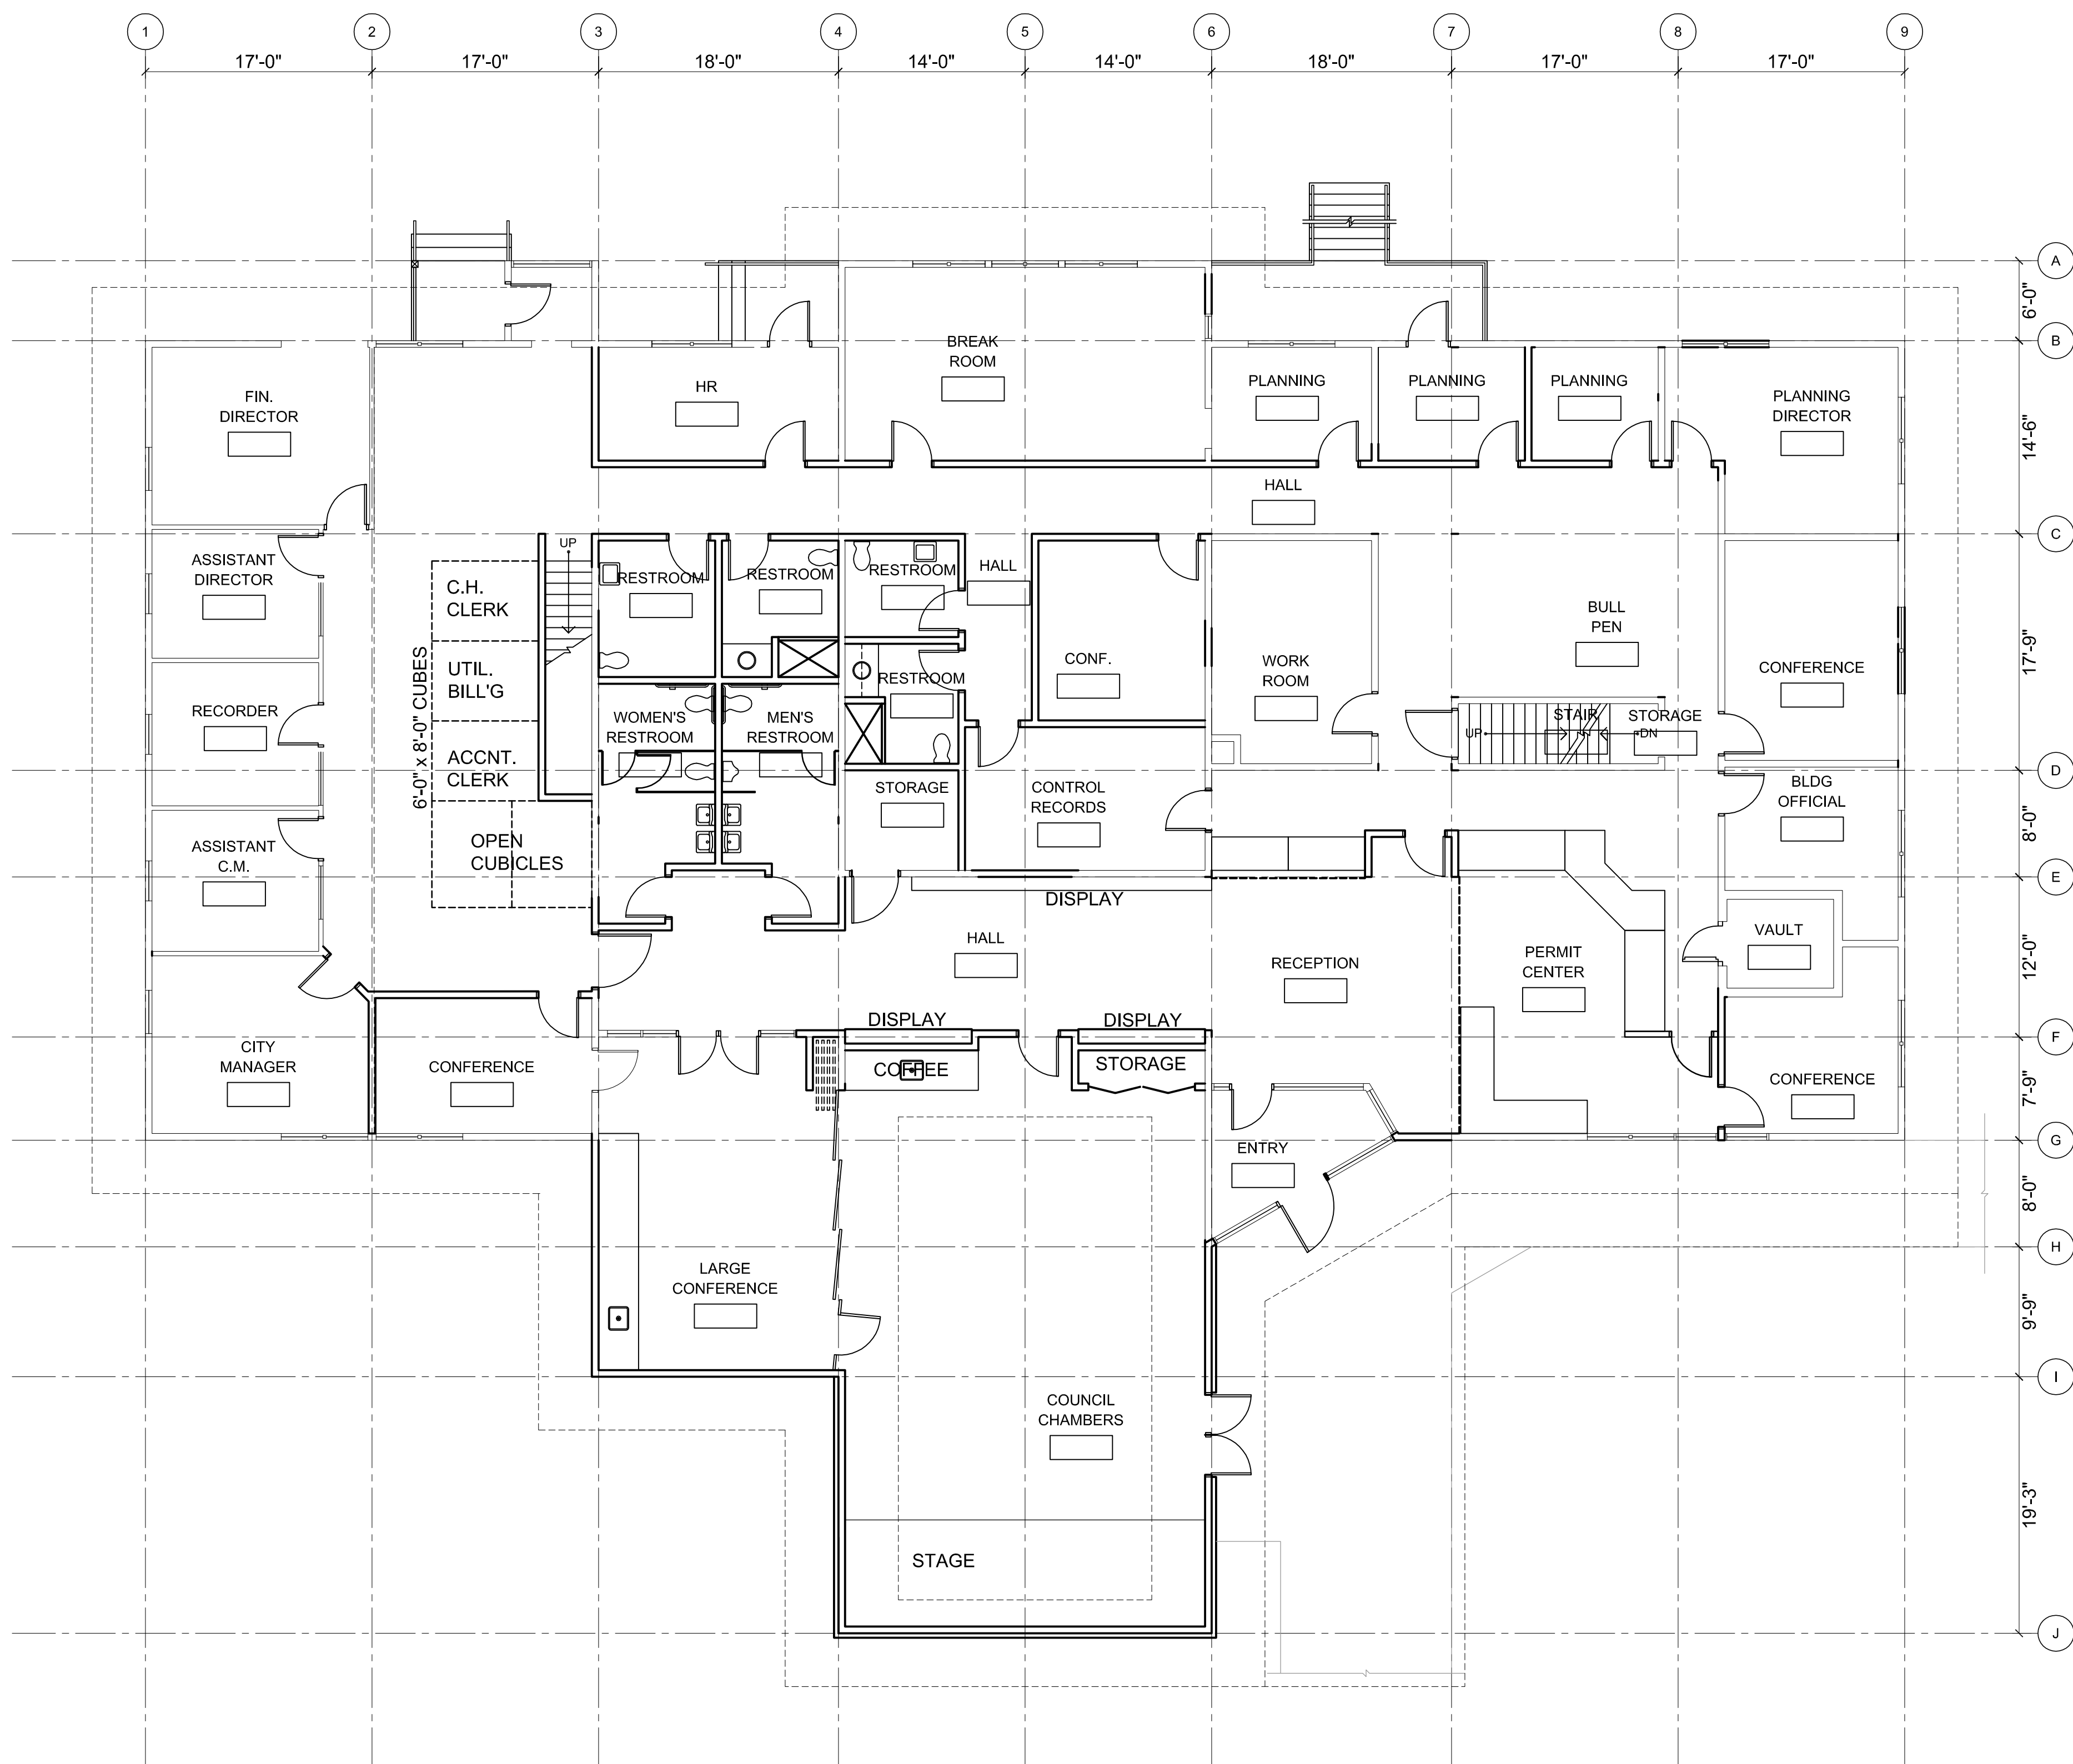 1
2
3
4
5
6
7
8
9
17'-0"
17'-0"
18'-0"
14'-0"
14'-0"
18'-0"
17'-0"
17'-0"
A
6'-0"
B
14'-6"
C
17'-9"
D
8'-0"
E
12'-0"
F
7'-9"
G
8'-0"
H
9'-9"
I
19'-3"
J
FIN.
DIRECTOR
HR
BREAK
ROOM
PLANNING
PLANNING
PLANNING
PLANNING
DIRECTOR
HALL
ASSISTANT
DIRECTOR
C.H.
CLERK
UP
RESTROOM
RESTROOM
RESTROOM
HALL
BULL
PEN
6'-0" x 8'-0" CUBES
UTIL.
BILL'G
RESTROOM
CONF.
WORK
ROOM
CONFERENCE
RECORDER
WOMEN'S
RESTROOM
MEN'S
RESTROOM
STAIR
STORAGE
UP
DN
ACCNT.
CLERK
STORAGE
CONTROL
RECORDS
BLDG
OFFICIAL
ASSISTANT
C.M.
OPEN
CUBICLES
DISPLAY
HALL
RECEPTION
PERMIT
CENTER
VAULT
DISPLAY
DISPLAY
CITY
MANAGER
CONFERENCE
COFFEE
STORAGE
CONFERENCE
ENTRY
LARGE
CONFERENCE
COUNCIL
CHAMBERS
STAGE